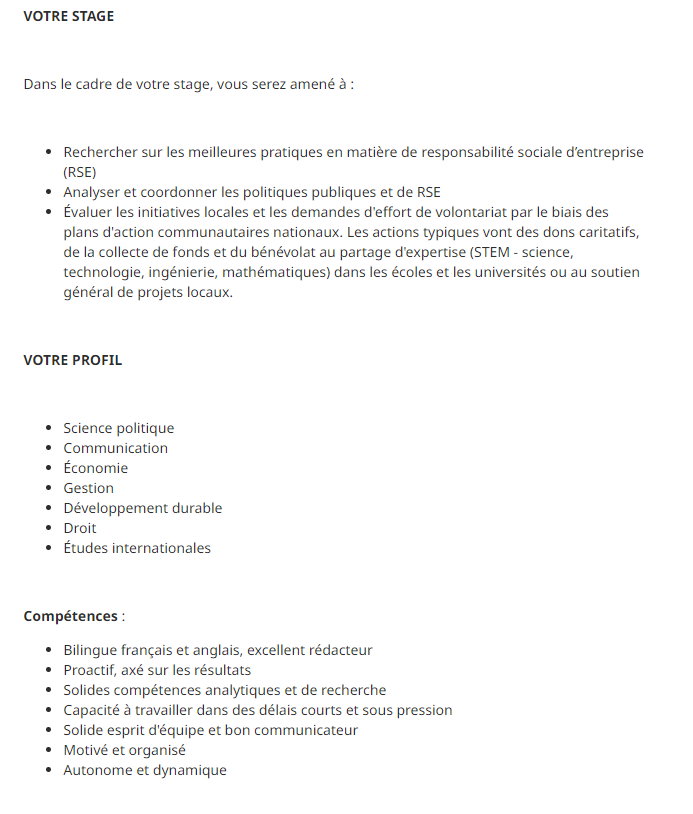 VOTRE STAGE
Dans le cadre de votre stage, vous serez amené à :
• Rechercher sur les meilleures pratiques en matière de responsabilité sociale d’entreprise
(RSE)
• Analyser et coordonner les politiques publiques et de RSE
• Évaluer les initiatives locales et les demandes d'effort de volontariat par le biais des
plans d'action communautaires nationaux. Les actions typiques vont des dons caritatifs,
de la collecte de fonds et du bénévolat au partage d'expertise (STEM - science,
technologie, ingénierie, mathématiques) dans les écoles et les universités ou au soutien
général de projets locaux.
VOTRE PROFIL
• Science politique
• Communication
• Économie
• Gestion
• Développement durable
• Droit
• Études internationales
Compétences :
• Bilingue français et anglais, excellent rédacteur
• Proactif, axé sur les résultats
• Solides compétences analytiques et de recherche
• Capacité à travailler dans des délais courts et sous pression
• Solide esprit d'équipe et bon communicateur
• Motivé et organisé
• Autonome et dynamique